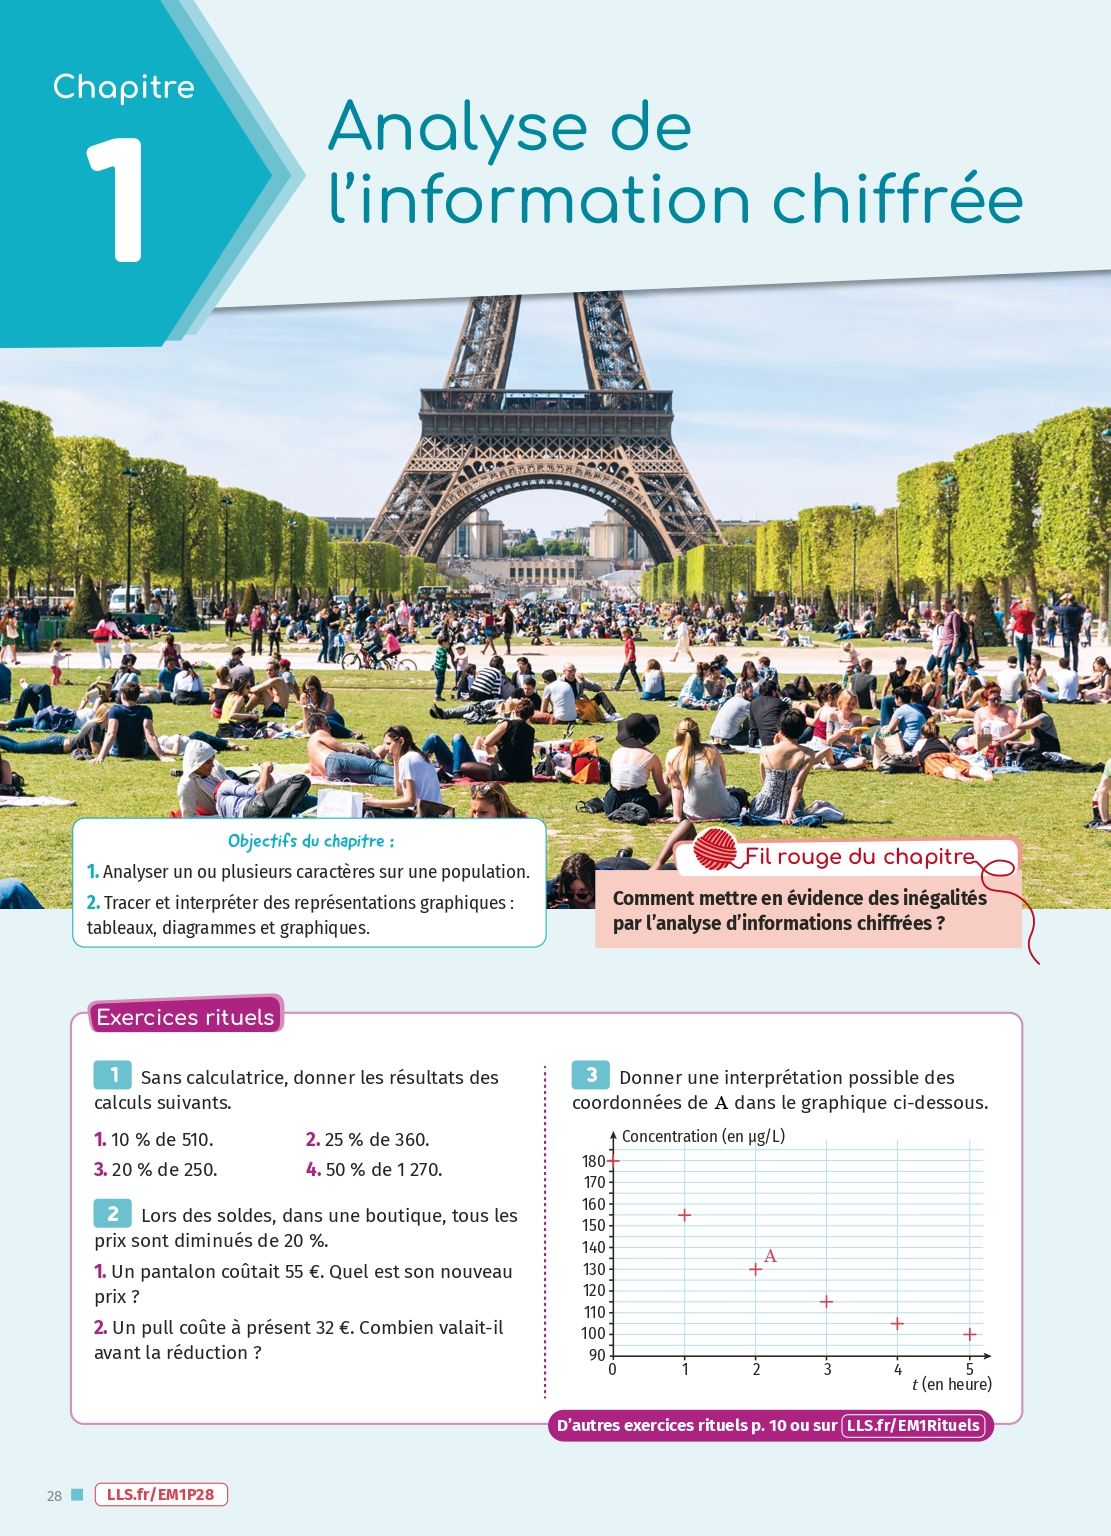 Chapitre
1
Analyse de
l'information chiffrée
Objectifs du chapitre :
1. Analyser un ou plusieurs caractères sur une population.
2. Tracer et interpréter des représentations graphiques :
tableaux, diagrammes et graphiques.
Fil rouge du chapitre
Comment mettre en évidence des inégalités
par l'analyse d'informations chiffrées ?
Exercices rituels
1 Sans calculatrice, donner les résultats des
calculs suivants.
1. 10 % de 510. 2. 25 % de 360.
3. 20 % de 250. 4. 50 % de 1 270.
2 Lors des soldes, dans une boutique, tous les
prix sont diminués de 20 %.
1. Un pantalon coûtait 55 €. Quel est son nouveau
prix ?
2. Un pull coûte à présent 32 €. Combien valait-il
avant la réduction ?
3 Donner une interprétation possible des
coordonnées de A dans le graphique ci-dessous.
Concentration (en µg/L)
180
170
160
150
140
A
130
120
110
100
90
0 1 2 3 4 5
t (en heure)
D'autres exercices rituels p. 10 ou sur LLS.fr/EM1Rituels
28 LLS.fr/EM1P28